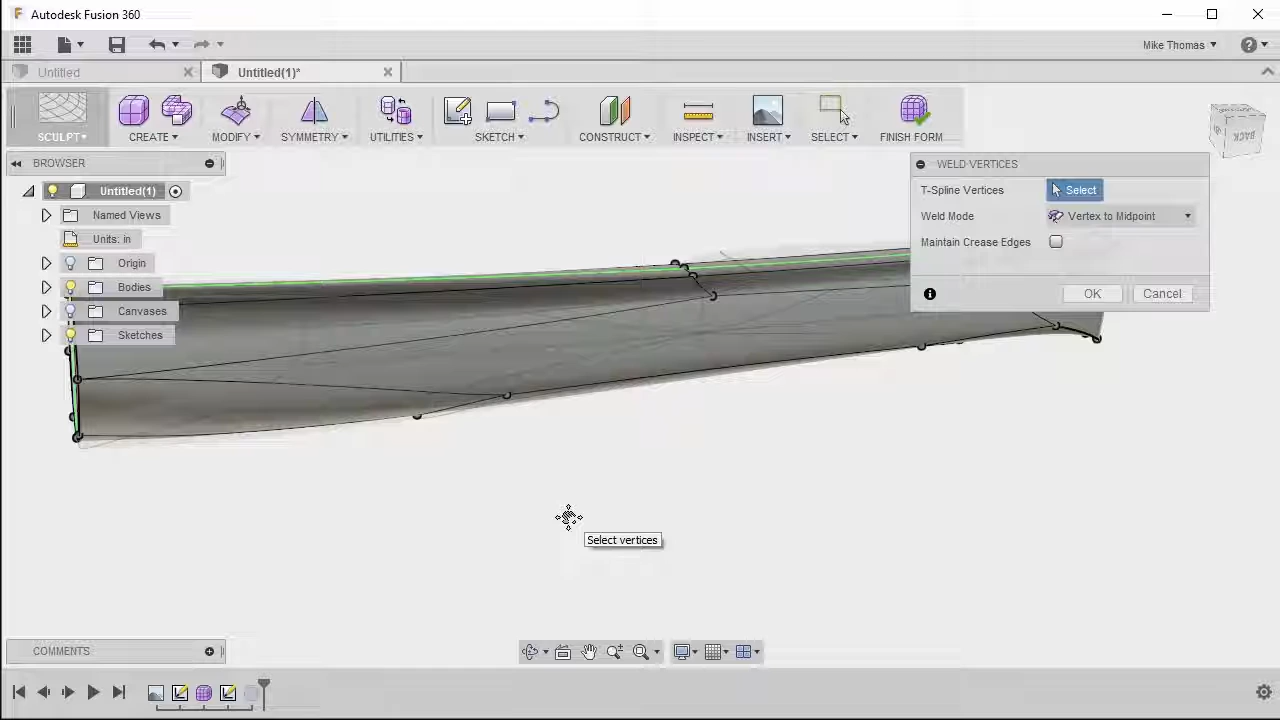 Autodesk Fusion 360
Mike Thomas
Untitled
Untitled(1)*
SCULPT
CREATE
MODIFY
SYMMETRY
UTILITIES
SKETCH
CONSTRUCT
INSPECT
INSERT
SELECT
FINISH FORM
BACK
BROWSER
Untitled(1)
Named Views
Units: in
Origin
Bodies
Canvases
Sketches
WELD VERTICES
T-Spline Vertices
Select
Weld Mode
Vertex to Midpoint
Maintain Crease Edges
OK
Cancel
Select vertices
COMMENTS